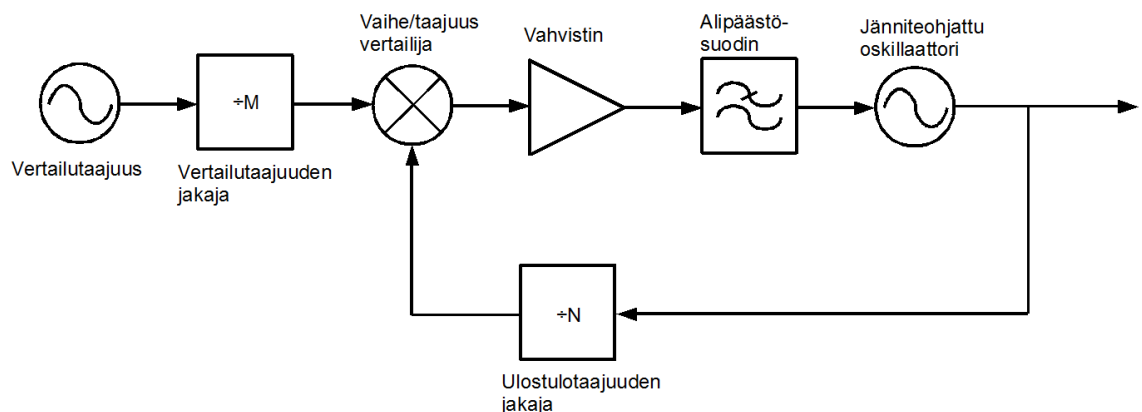 Vaihe/taajuus
vertailija
Vahvistin
Alipäästö-
suodin
Jänniteohjattu
oskillaattori
÷M
Vertailutaajuus
Vertailutaajuuden
jakaja
÷N
Ulostulotaajuuden
jakaja